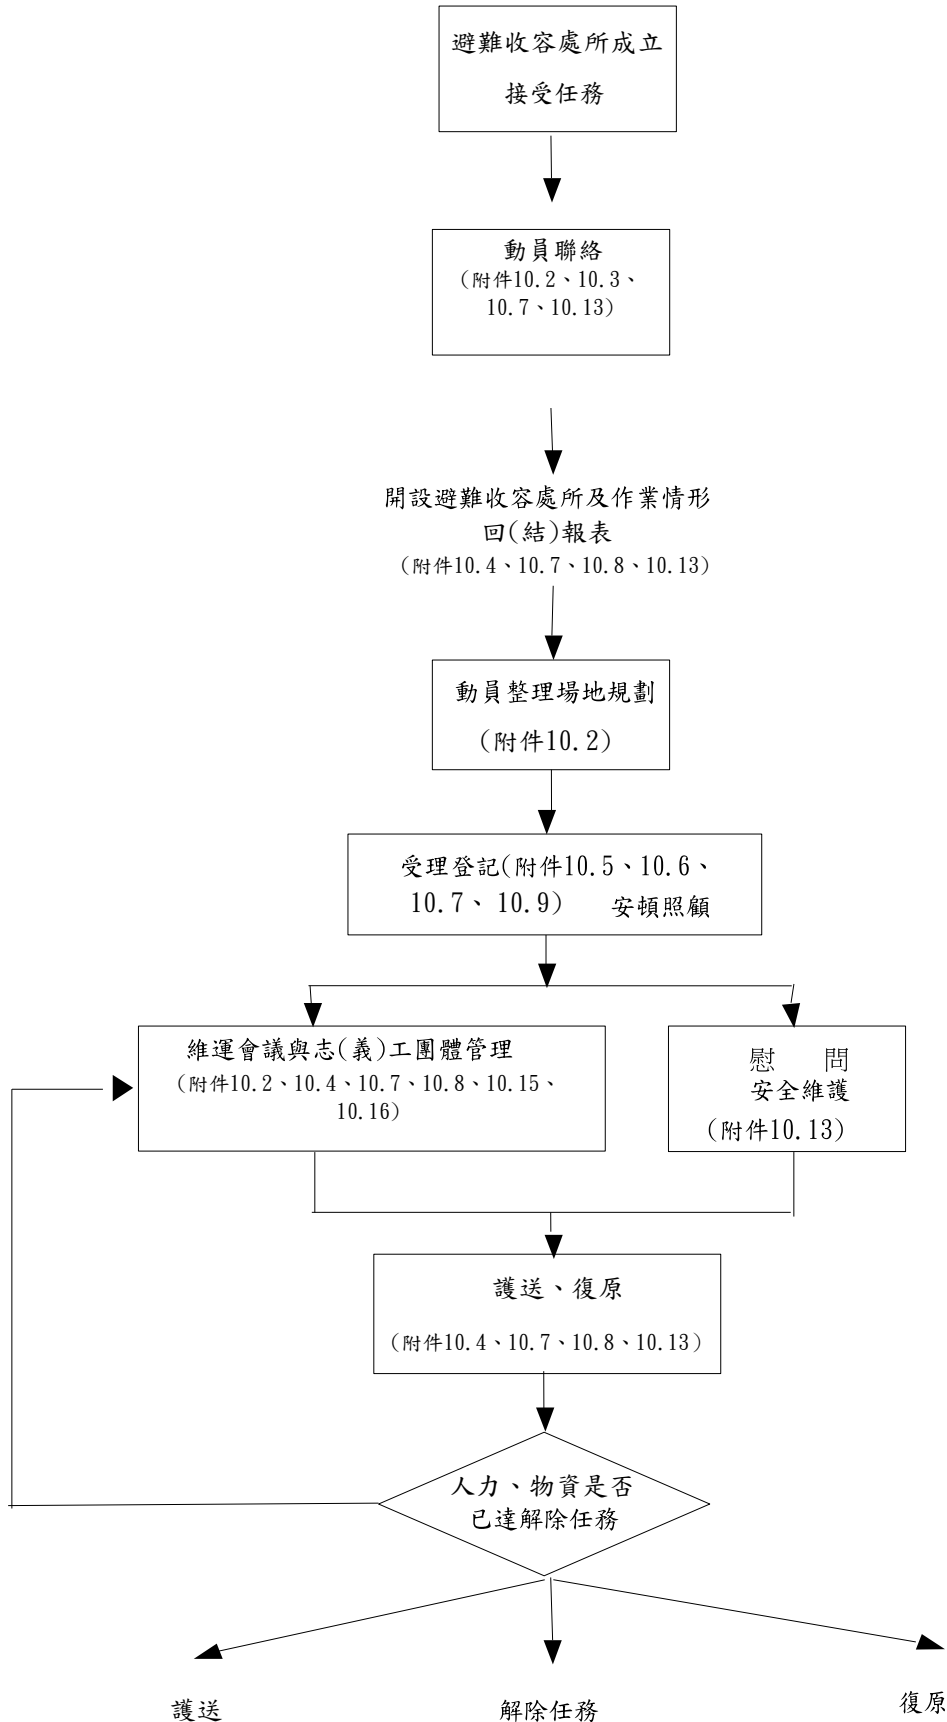 避難收容處所成立
接受任務
動員聯絡
(附件10.2、10.3、
10.7、10.13)
開設避難收容處所及作業情形
回(結)報表
(附件10.4、10.7、10.8、10.13)
動員整理場地規劃
(附件10.2)
受理登記(附件10.5、10.6、
10.7、 10.9) 安頓照顧
維運會議與志(義)工團體管理
(附件10.2、10.4、10.7、10.8、10.15、
10.16)
慰 問
安全維護
(附件10.13)
護送、復原
(附件10.4、10.7、10.8、10.13)
人力、物資是否
已達解除任務
護送
解除任務
復原